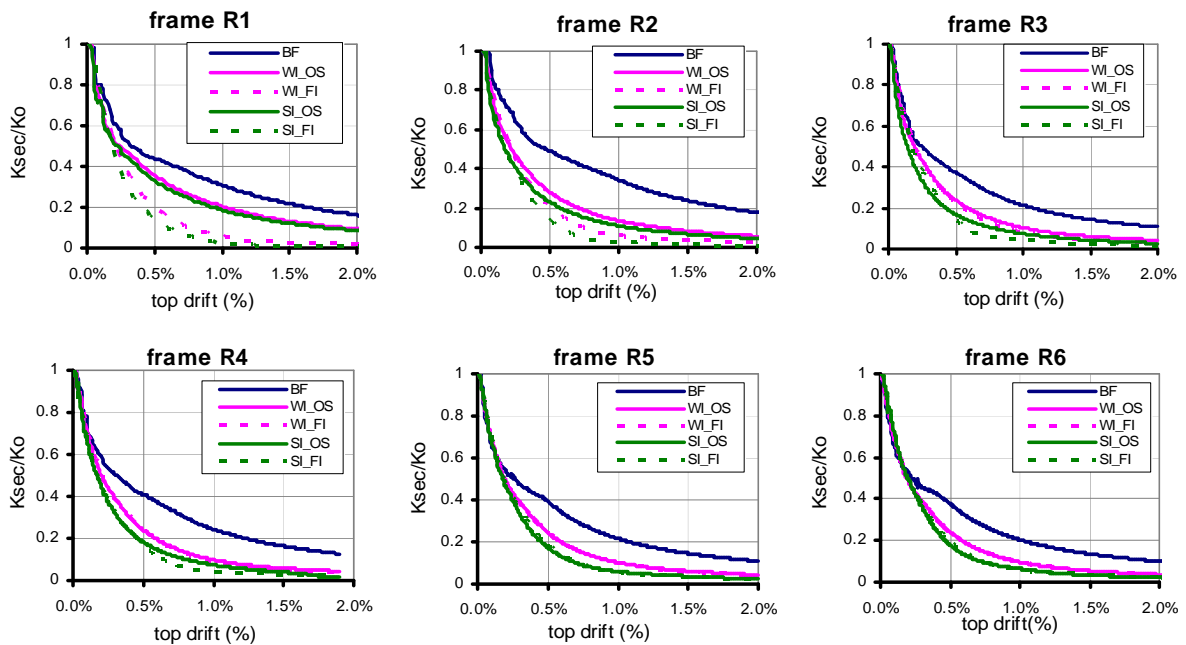 frame R1
1
0.8
0.6
0.4
0.2
0
Ksec/Ko
BF
WI_OS
WI_FI
SI_OS
SI_FI
0.0% 0.5% 1.0% 1.5% 2.0%
top drift (%)
frame R2
1
0.8
0.6
0.4
0.2
0
Ksec/Ko
BF
WI_OS
WI_FI
SI_OS
SI_FI
0.0% 0.5% 1.0% 1.5% 2.0%
top drift (%)
frame R3
1
0.8
0.6
0.4
0.2
0
Ksec/Ko
BF
WI_OS
WI_FI
SI_OS
SI_FI
0.0% 0.5% 1.0% 1.5% 2.0%
top drift (%)
frame R4
1
0.8
0.6
0.4
0.2
0
Ksec/Ko
BF
WI_OS
WI_FI
SI_OS
SI_FI
0.0% 0.5% 1.0% 1.5% 2.0%
top drift (%)
frame R5
1
0.8
0.6
0.4
0.2
0
Ksec/Ko
BF
WI_OS
WI_FI
SI_OS
SI_FI
0.0% 0.5% 1.0% 1.5% 2.0%
top drift (%)
frame R6
1
0.8
0.6
0.4
0.2
0
Ksec/Ko
BF
WI_OS
WI_FI
SI_OS
SI_FI
0.0% 0.5% 1.0% 1.5% 2.0%
top drift(%)